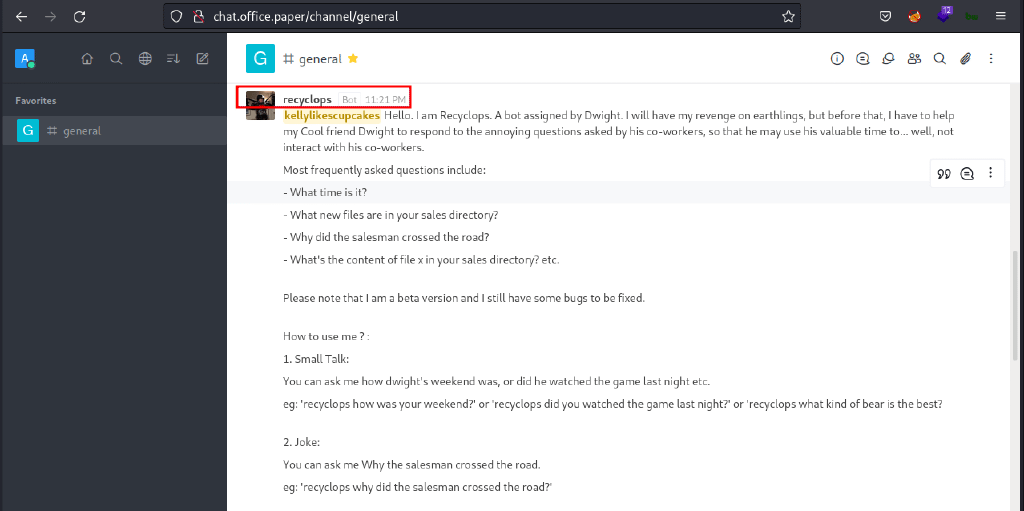 chat.office.paper/channel/general
12
A
G # general
Favorites
G # general
recyclops Bot 11:21 PM
kellylikescupcakes Hello. I am Recyclops. A bot assigned by Dwight. I will have my revenge on earthlings, but before that, I have to help
my Cool friend Dwight to respond to the annoying questions asked by his co-workers, so that he may use his valuable time to... well, not
interact with his co-workers.
Most frequently asked questions include:
- What time is it?
- What new files are in your sales directory?
- Why did the salesman crossed the road?
- What's the content of file x in your sales directory? etc.
Please note that I am a beta version and I still have some bugs to be fixed.
How to use me ? :
1. Small Talk:
You can ask me how dwight's weekend was, or did he watched the game last night etc.
eg: 'recyclops how was your weekend?' or 'recyclops did you watched the game last night?' or 'recyclops what kind of bear is the best?
2. Joke:
You can ask me Why the salesman crossed the road.
eg: 'recyclops why did the salesman crossed the road?'